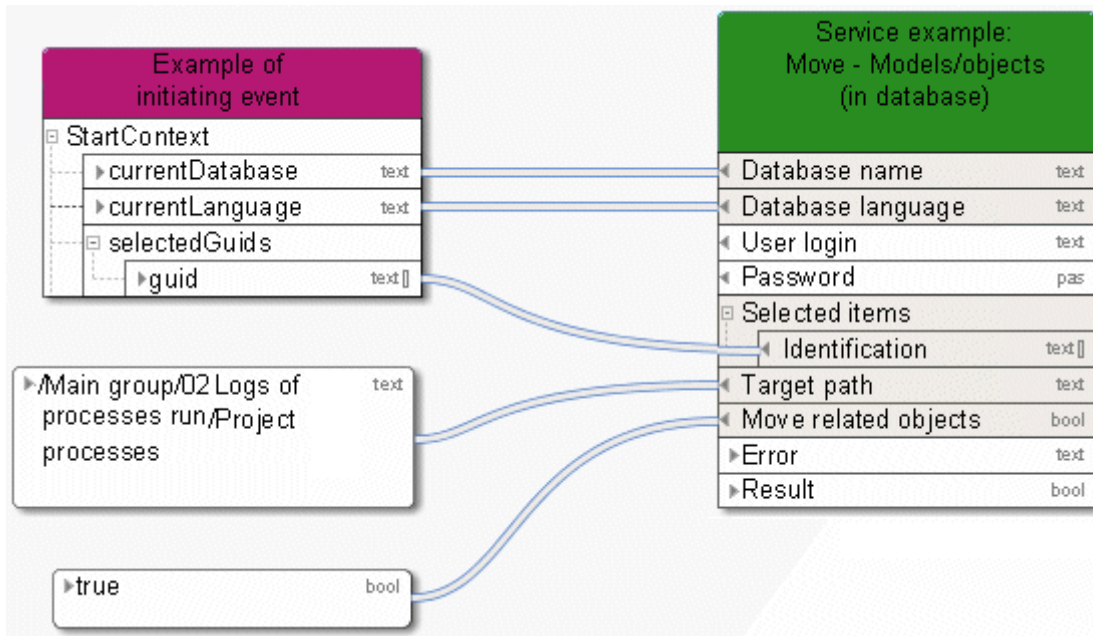 Example of
initiating event
StartContext
currentDatabase text
currentLanguage text
selectedGuids
guid text[]
/Main group/02 Logs of text
processes run/Project
processes
true bool
Service example:
Move - Models/objects
(in database)
Database name text
Database language text
User login text
Password pas
Selected items
Identification text[]
Target path text
Move related objects bool
Error text
Result bool